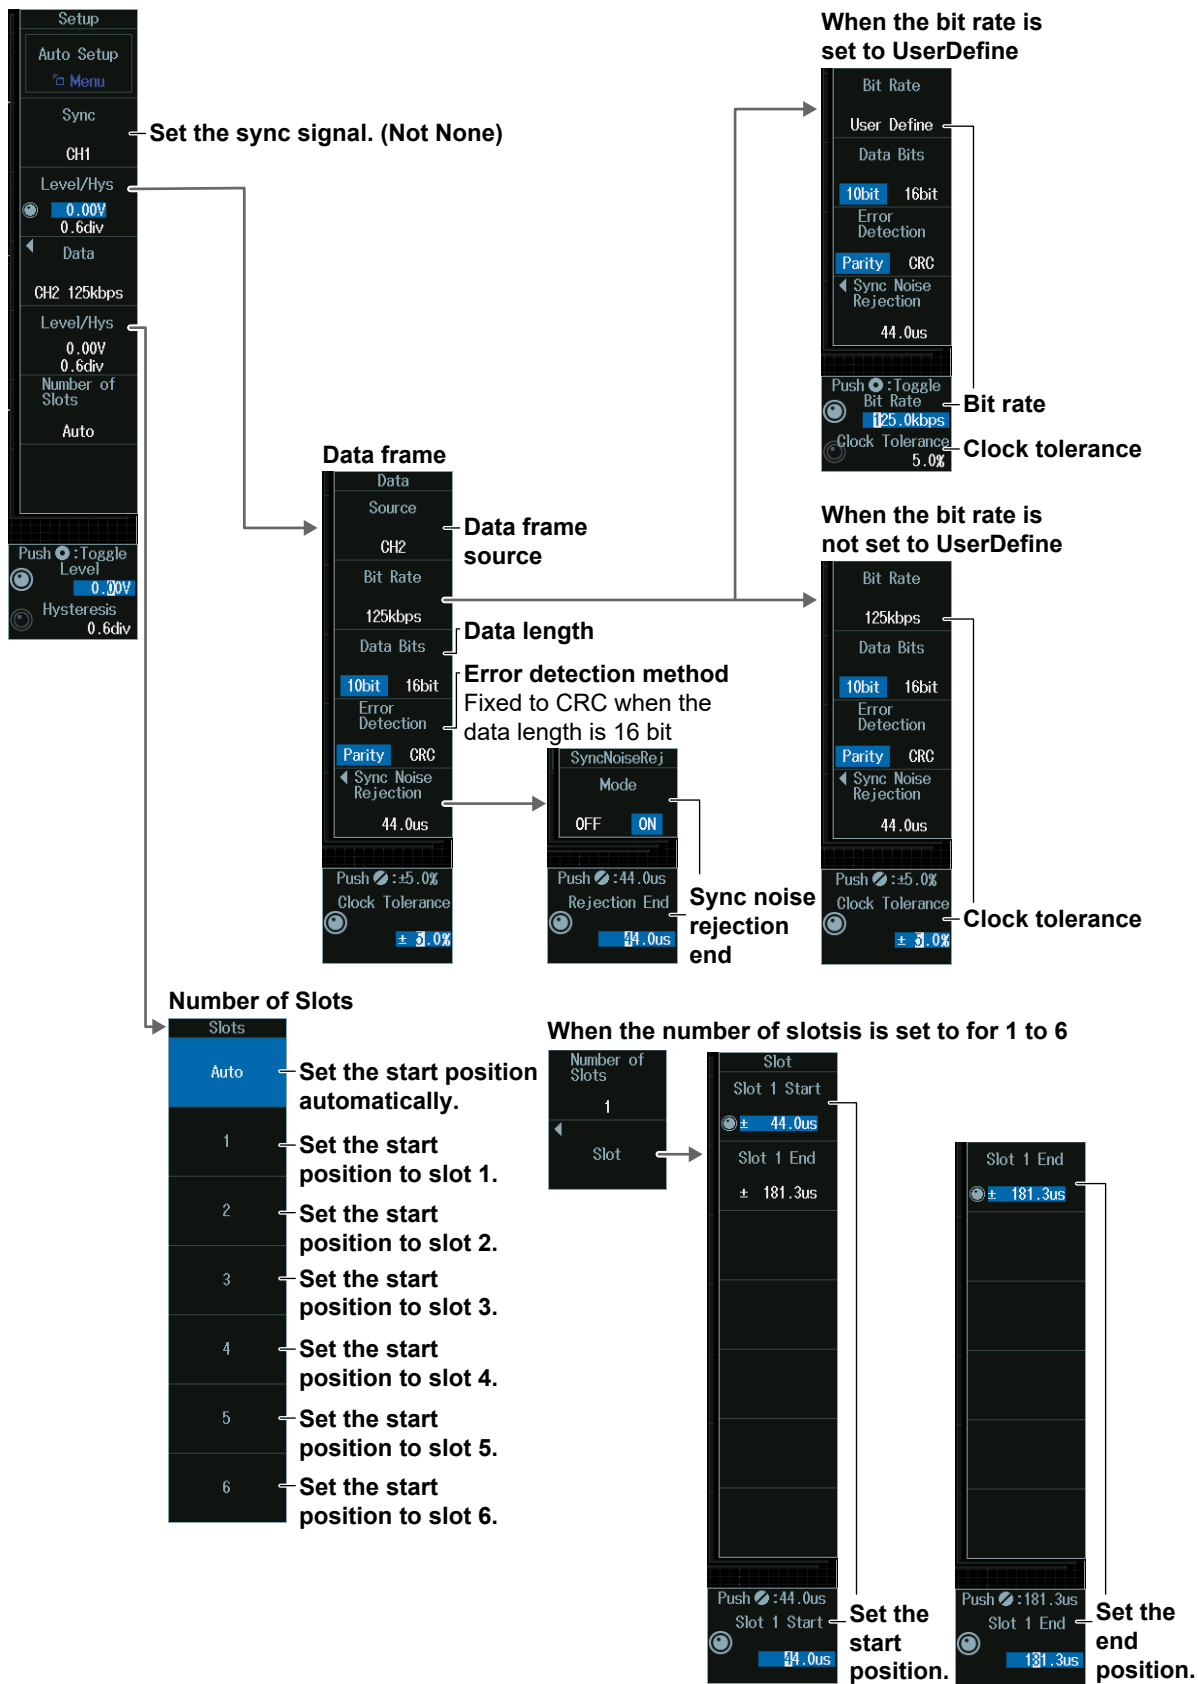 Setup
Auto Setup
Menu
Sync
CH1
Set the sync signal. (Not None)
Level/Hys
0.00V
0.6div
Data
CH2 125kbps
Level/Hys
0.00V
0.6div
Number of
Slots
Auto
Push :Toggle
Level
0.00V
Hysteresis
0.6div
When the bit rate is
set to UserDefine
Bit Rate
User Define
Data Bits
10bit 16bit
Error
Detection
Parity CRC
Sync Noise
Rejection
44.0us
Push :Toggle
Bit Rate
125.0kbps
Clock Tolerance
5.0%
Bit rate
Clock tolerance
Data frame
Data
Source
CH2
Data frame
source
Bit Rate
125kbps
Data Bits
Data length
10bit 16bit
Error
Detection
Error detection method
Fixed to CRC when the
data length is 16 bit
Parity CRC
Sync Noise
Rejection
44.0us
Push :±5.0%
Clock Tolerance
± 5.0%
SyncNoiseRej
Mode
OFF ON
Push :44.0us
Rejection End
44.0us
Sync noise
rejection
end
When the bit rate is
not set to UserDefine
Bit Rate
125kbps
Data Bits
10bit 16bit
Error
Detection
Parity CRC
Sync Noise
Rejection
44.0us
Push :±5.0%
Clock Tolerance
± 5.0%
Clock tolerance
Number of Slots
Slots
Auto
Set the start position
automatically.
1
Set the start
position to slot 1.
2
Set the start
position to slot 2.
3
Set the start
position to slot 3.
4
Set the start
position to slot 4.
5
Set the start
position to slot 5.
6
Set the start
position to slot 6.
When the number of slotsis is set to for 1 to 6
Number of
Slots
1
Slot
Slot
Slot 1 Start
± 44.0us
Slot 1 End
± 181.3us
Push :44.0us
Slot 1 Start
44.0us
Set the
start
position.
Slot 1 End
± 181.3us
Push :181.3us
Slot 1 End
181.3us
Set the
end
position.